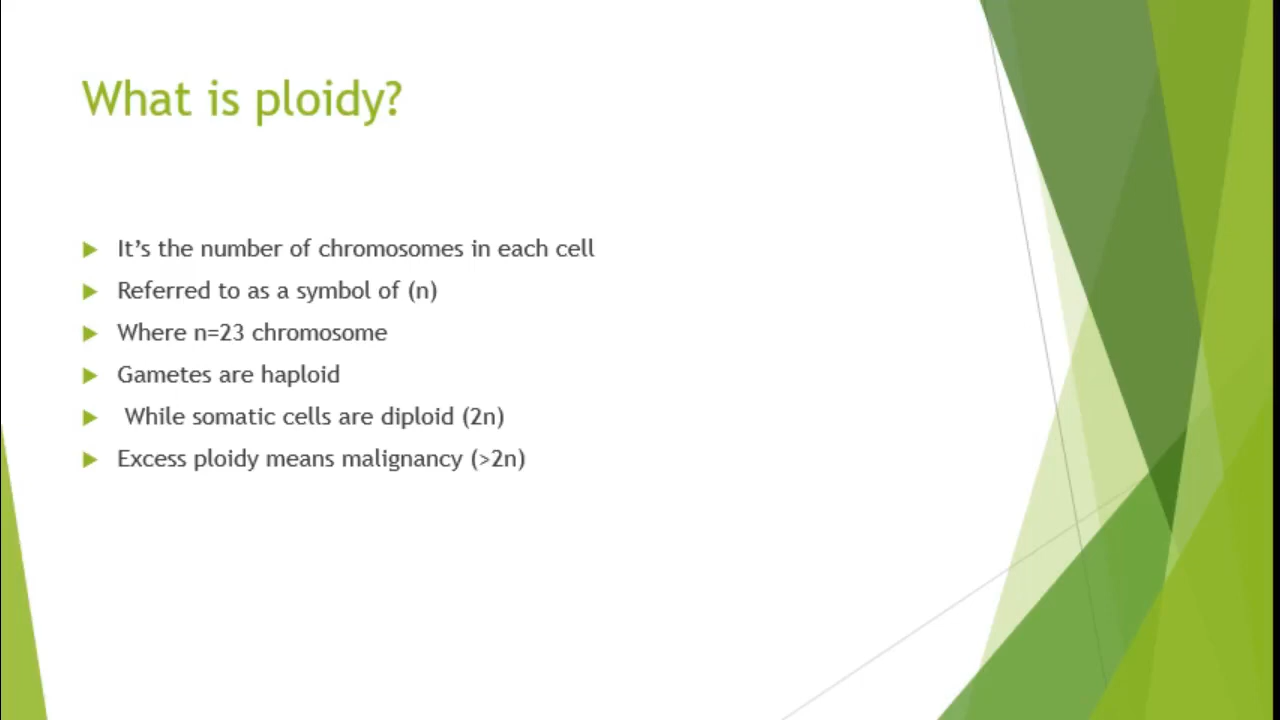 What is ploidy?
It's the number of chromosomes in each cell
Referred to as a symbol of (n)
Where n=23 chromosome
Gametes are haploid
While somatic cells are diploid (2n)
Excess ploidy means malignancy (>2n)